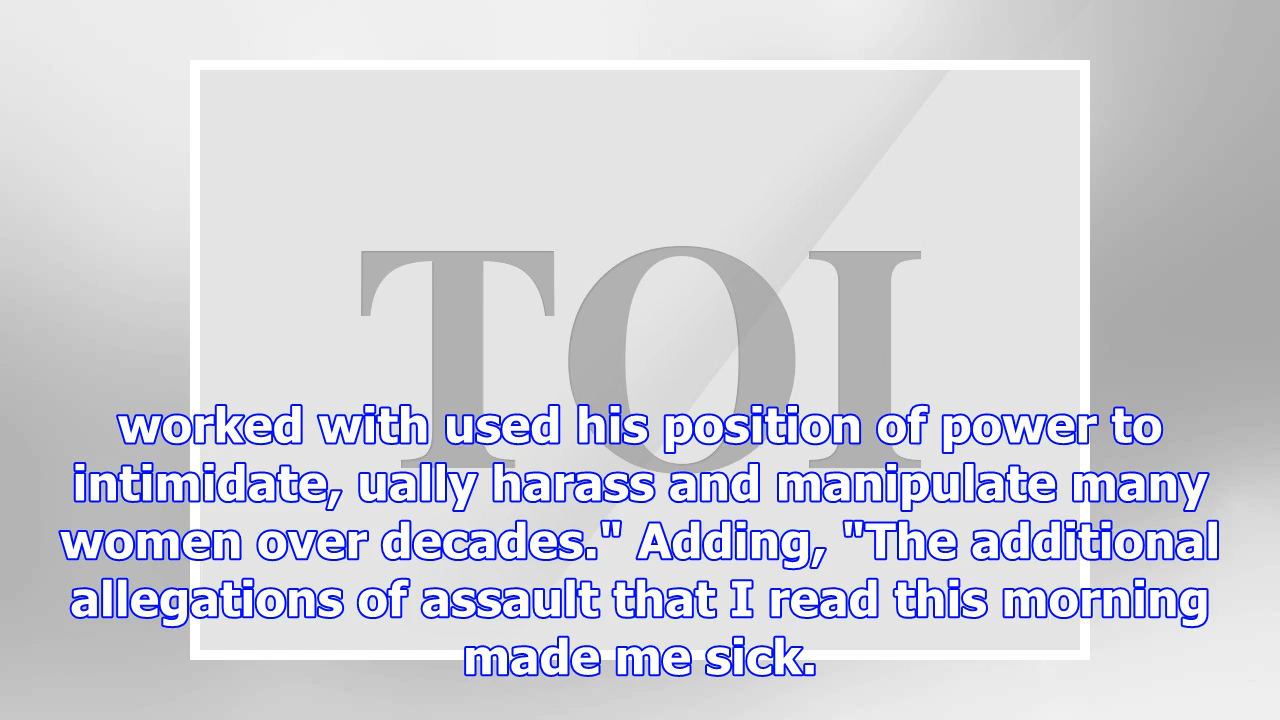 TOI
worked with used his position of power to
intimidate, ually harass and manipulate many
women over decades." Adding, "The additional
allegations of assault that I read this morning
made me sick.